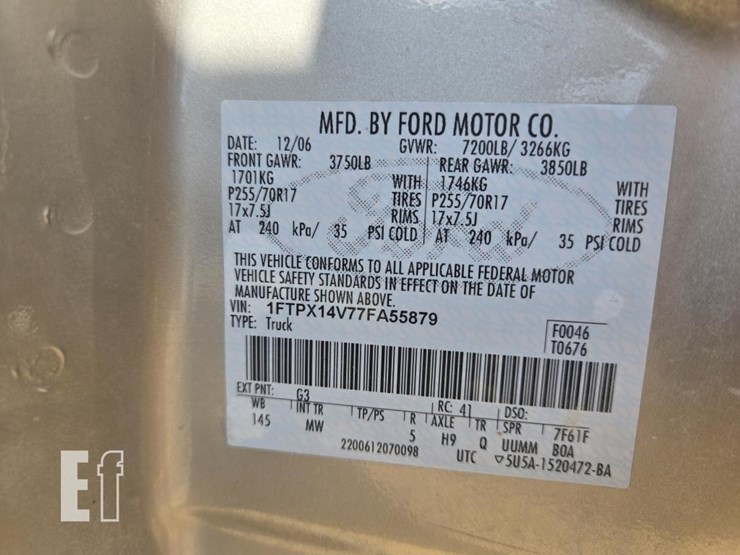 MFD. BY FORD MOTOR CO.
DATE: 12/06 GVWR: 7200LB/ 3266KG
FRONT GAWR: 3750LB REAR GAWR: 3850LB
1701KG WITH 1746KG WITH
P255/70R17 TIRES P255/70R17 TIRES
17x7.5J RIMS 17x7.5J RIMS
AT 240 kPa/ 35 PSI COLD AT 240 kPa/ 35 PSI COLD
Ford
THIS VEHICLE CONFORMS TO ALL APPLICABLE FEDERAL MOTOR
VEHICLE SAFETY STANDARDS IN EFFECT ON THE DATE OF
MANUFACTURE SHOWN ABOVE.
VIN: 1FTPX14V77FA55879
TYPE: Truck
F0046
T0676
EXT PNT: G3 RC: 41 DSO:
WB INT TR TP/PS R AXLE TR SPR 7F61F
145 MW 5 H9 Q UUMM BOA
2200612070098 UTC ▽5U5A-1520472-BA
Ef